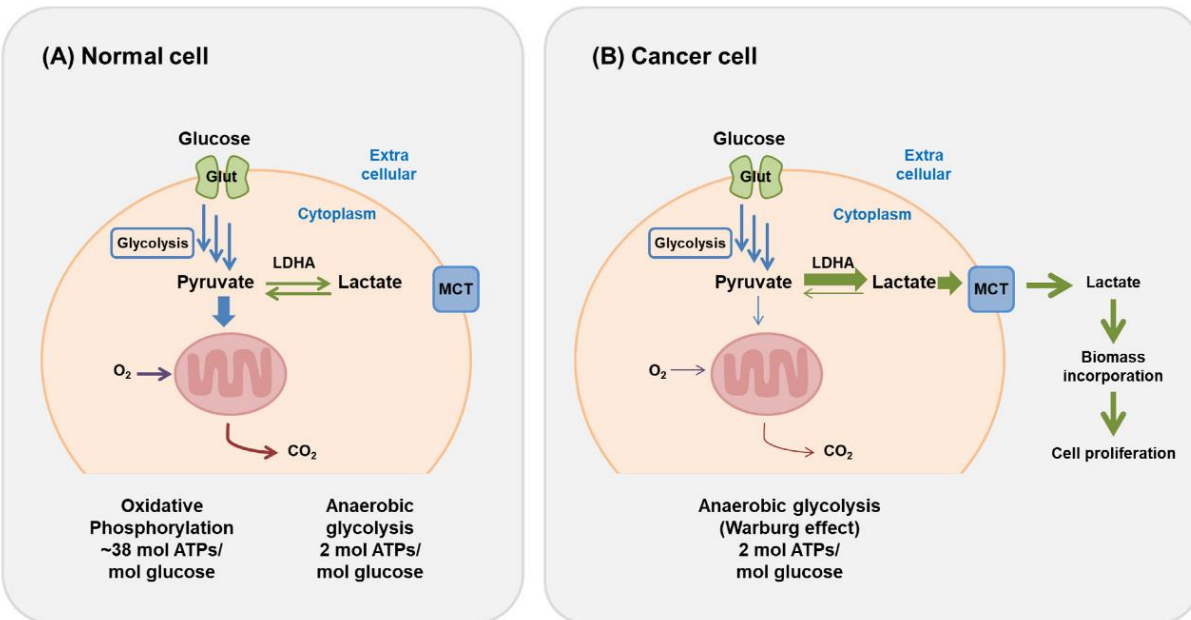 (A) Normal cell
Glucose
Glut
Extra
cellular
Cytoplasm
Glycolysis
LDHA
Pyruvate
Lactate
MCT
O₂
CO₂
Oxidative
Phosphorylation
~38 mol ATPs/
mol glucose
Anaerobic
glycolysis
2 mol ATPs/
mol glucose
(B) Cancer cell
Glucose
Glut
Extra
cellular
Cytoplasm
Glycolysis
LDHA
Pyruvate
Lactate
MCT
Lactate
Biomass
incorporation
Cell proliferation
O₂
CO₂
Anaerobic glycolysis
(Warburg effect)
2 mol ATPs/
mol glucose